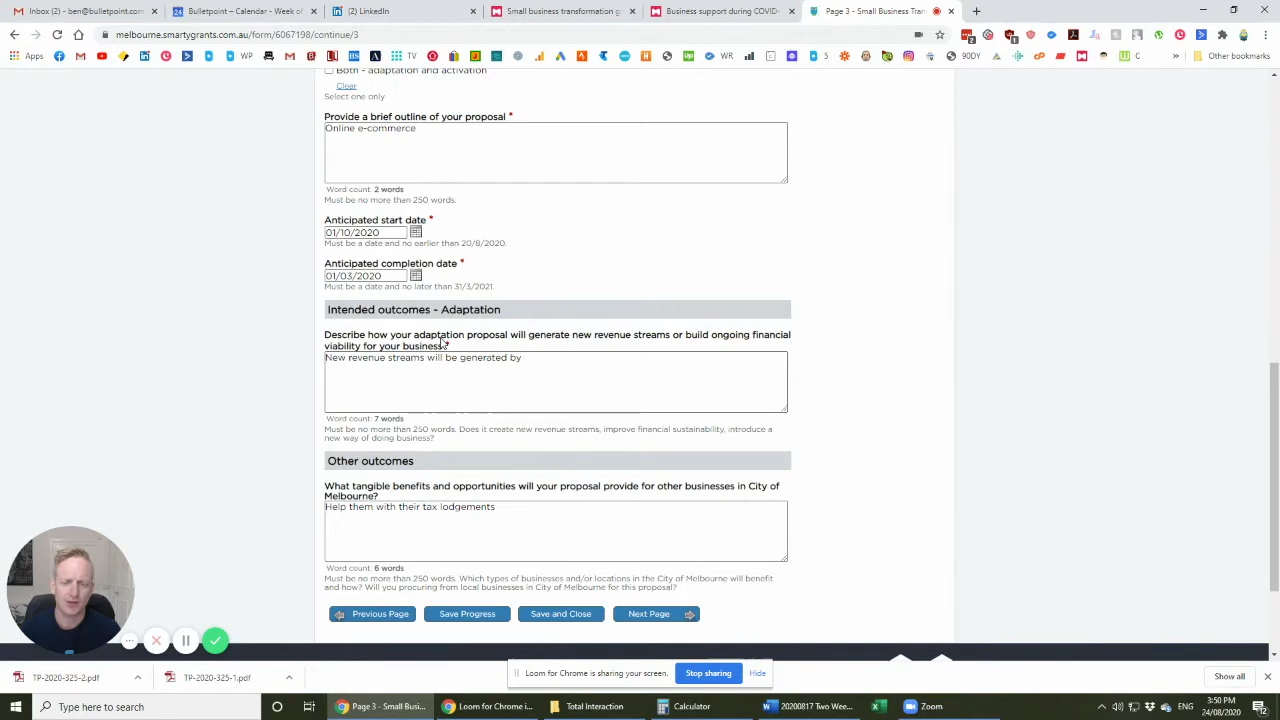 Inbox (2) - ben@bulletpoint.com
Bulletpoint - Calendar - Week of
(2) LinkedIn
Small business transformation g
Business support during COVID-
Page 3 - Small Business Tran
melbourne.smartygrants.com.au/form/6067198/continue/3
Apps
TV
WR
5
90DY
C
Other bookmarks
Both - adaptation and activation
Clear
Select one only
Provide a brief outline of your proposal *
Online e-commerce
Word count: 2 words
Must be no more than 250 words.
Anticipated start date *
01/10/2020
Must be a date and no earlier than 20/8/2020.
Anticipated completion date *
01/03/2020
Must be a date and no later than 31/3/2021.
Intended outcomes - Adaptation
Describe how your adaptation proposal will generate new revenue streams or build ongoing financial
viability for your business *
New revenue streams will be generated by
Word count: 7 words
Must be no more than 250 words. Does it create new revenue streams, improve financial sustainability, introduce a
new way of doing business?
Other outcomes
What tangible benefits and opportunities will your proposal provide for other businesses in City of
Melbourne?
Help them with their tax lodgements
Word count: 6 words
Must be no more than 250 words. Which types of businesses and/or locations in the City of Melbourne will benefit
and how? Will you procuring from local businesses in City of Melbourne for this proposal?
Previous Page
Save Progress
Save and Close
Next Page
Loom for Chrome is sharing your screen.
Stop sharing
Hide
TP-2020-325-2.pdf
TP-2020-325-1.pdf
Show all
Type here to search
Page 3 - Small Busi...
Loom for Chrome i...
Total Interaction
Calculator
20200817 Two Wee...
Zoom
3:50 PM
24/08/2020